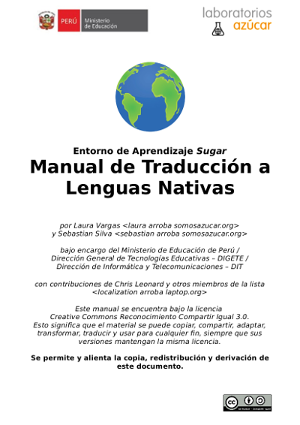 PERÚ
Ministerio
de Educación
laboratorios
azúcar
Entorno de Aprendizaje Sugar
Manual de Traducción a
Lenguas Nativas
por Laura Vargas <laura arroba somosazucar.org>
y Sebastian Silva <sebastian arroba somosazucar.org>
bajo encargo del Ministerio de Educación de Perú /
Dirección General de Tecnologías Educativas – DIGETE /
Dirección de Informática y Telecomunicaciones – DIT
con contribuciones de Chris Leonard y otros miembros de la lista
<localization arroba laptop.org>
Este manual se encuentra bajo la licencia
Creative Commons Reconocimiento Compartir Igual 3.0.
Esto significa que el material se puede copiar, compartir, adaptar,
transformar, traducir y usar para cualquier fin, siempre que sus
versiones mantengan la misma licencia.
Se permite y alienta la copia, redistribución y derivación de
este documento.